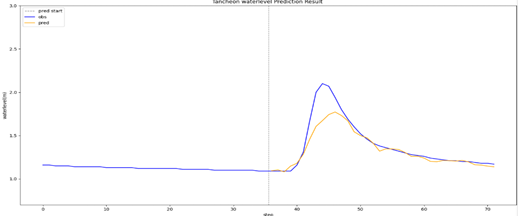 Tancheon waterlevel Prediction Result
3.0
pred start
obs
pred
2.5
2.0
waterlevel(m)
1.5
1.0
0 10 20 30 40 50 60 70
step